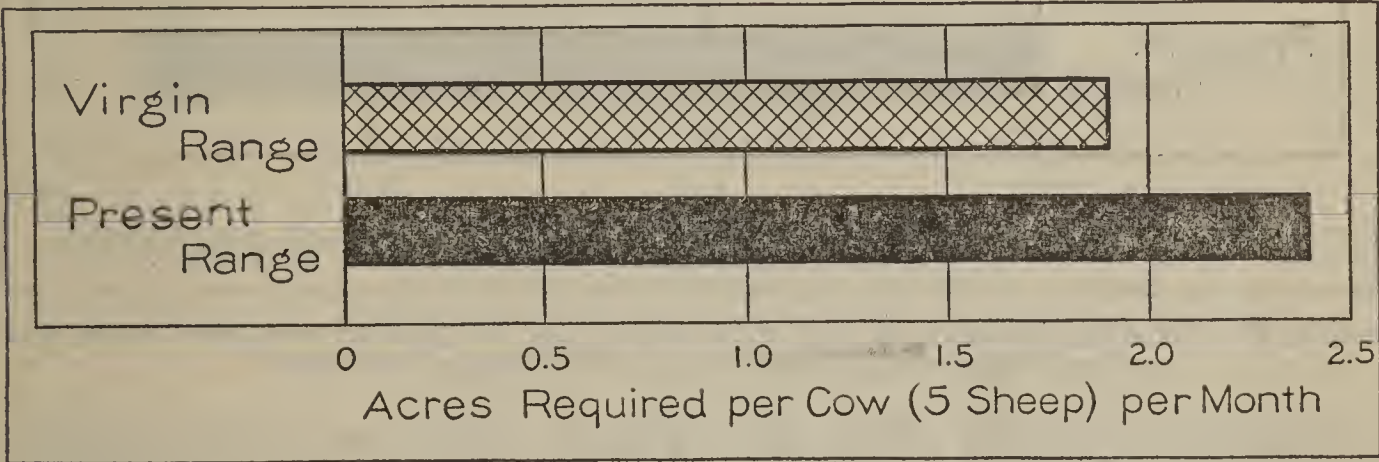 Virgin
Range
Present
Range
0 0.5 1.0 1.5 2.0 2.5
Acres Required per Cow (5 Sheep) per Month